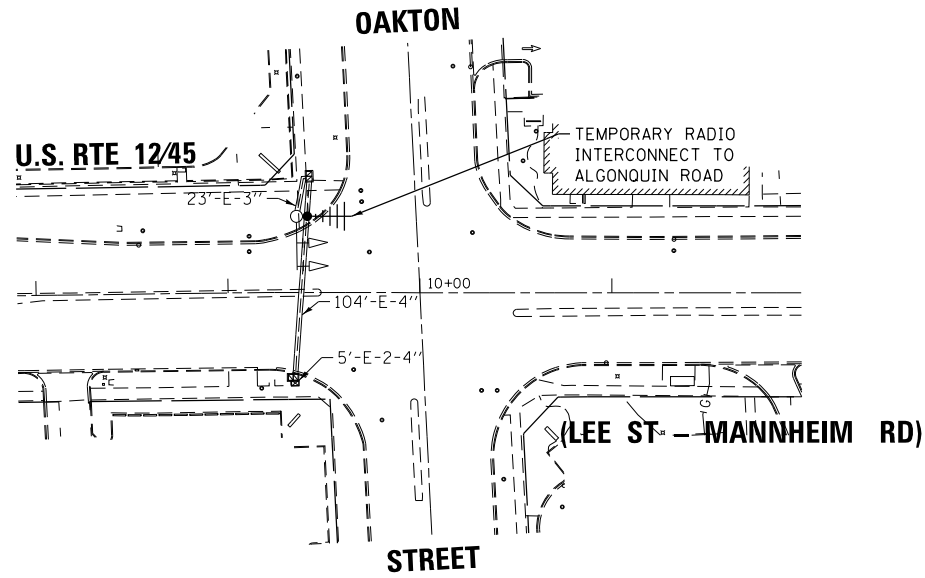 OAKTON
TEMPORARY RADIO
INTERCONNECT TO
ALGONQUIN ROAD
U.S. RTE 12/45
23'-E-3''
10+00
104'-E-4''
5'-E-2-4''
G
(LEE ST - MANNHEIM RD)
STREET